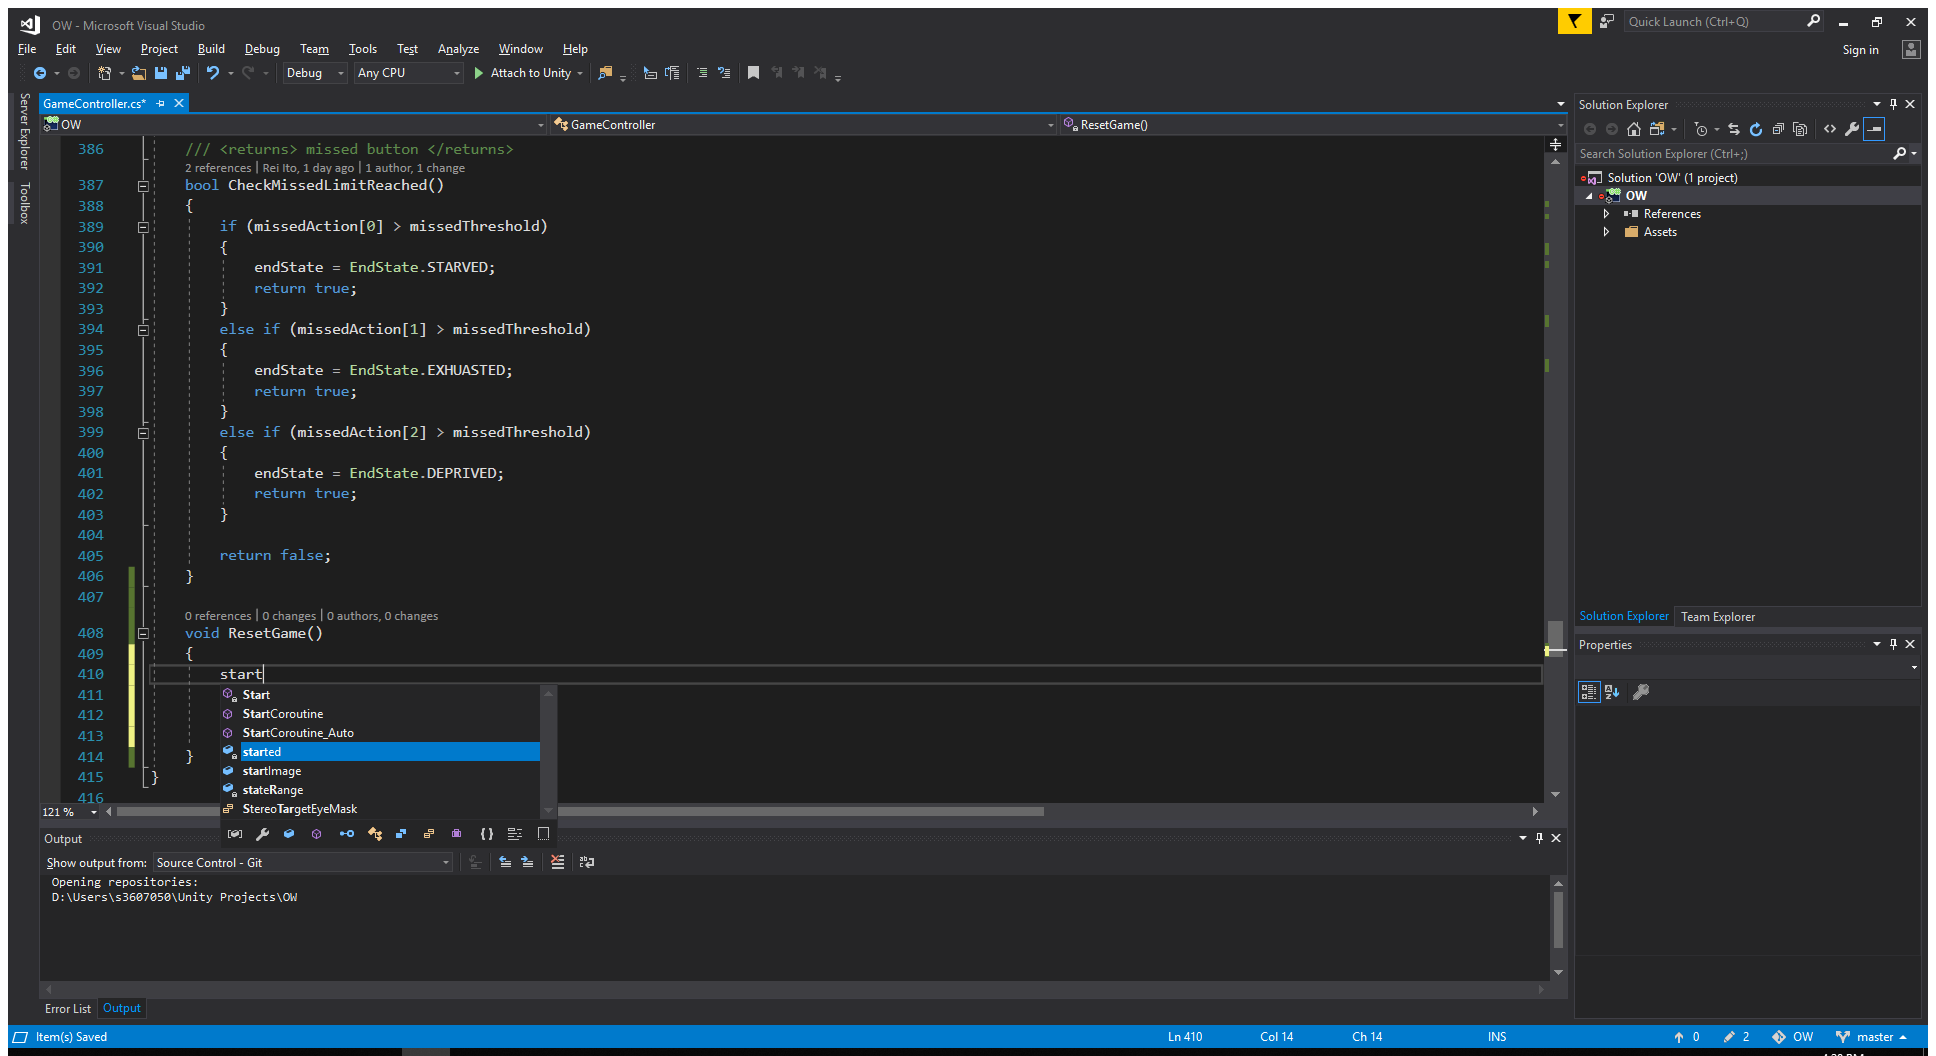 OW - Microsoft Visual Studio
Quick Launch (Ctrl+Q)
File Edit View Project Build Debug Team Tools Test Analyze Window Help
Sign in
Debug Any CPU Attach to Unity
Server Explorer
Toolbox
GameController.cs*
OW GameController ResetGame()
386 /// <returns> missed button </returns>
2 references | Rei Ito, 1 day ago | 1 author, 1 change
387 bool CheckMissedLimitReached()
388 {
389 if (missedAction[0] > missedThreshold)
390 {
391 endState = EndState.STARVED;
392 return true;
393 }
394 else if (missedAction[1] > missedThreshold)
395 {
396 endState = EndState.EXHUASTED;
397 return true;
398 }
399 else if (missedAction[2] > missedThreshold)
400 {
401 endState = EndState.DEPRIVED;
402 return true;
403 }
404
405 return false;
406 }
407
0 references | 0 changes | 0 authors, 0 changes
408 void ResetGame()
409 {
410 start
411
412
413
414 }
415 }
416
Start
StartCoroutine
StartCoroutine_Auto
started
startImage
stateRange
StereoTargetEyeMask
121 %
Output
Show output from: Source Control - Git
Opening repositories:
D:\Users\s3607050\Unity Projects\OW
Error List Output
Solution Explorer
Search Solution Explorer (Ctrl+;)
Solution 'OW' (1 project)
OW
References
Assets
Solution Explorer Team Explorer
Properties
Item(s) Saved Ln 410 Col 14 Ch 14 INS 0 2 OW master